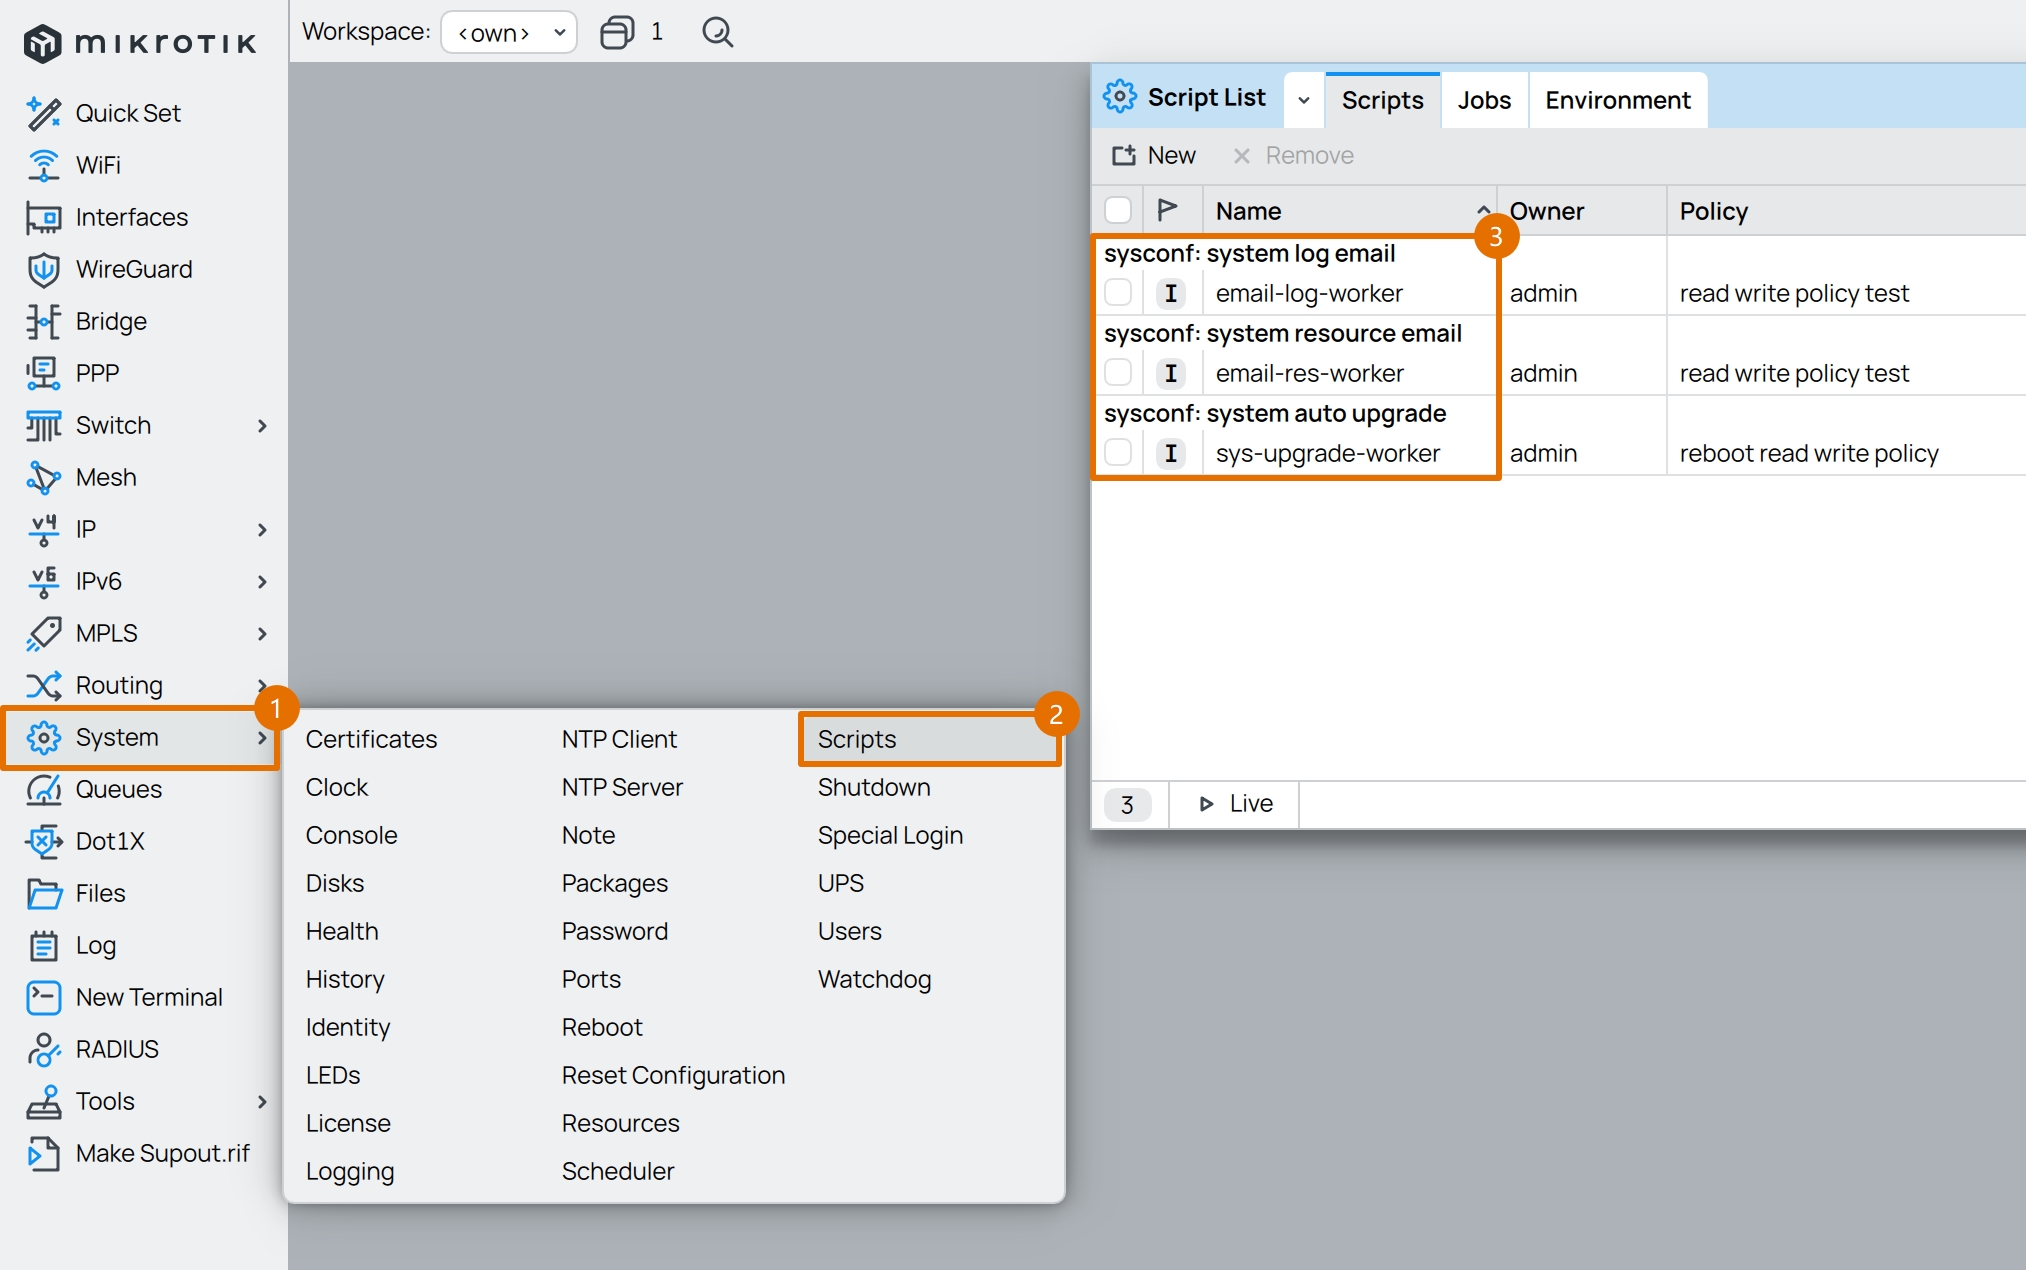 mikrotik
Workspace: <own> 1
Quick Set
WiFi
Interfaces
WireGuard
Bridge
PPP
Switch
Mesh
v4 IP
v6 IPv6
MPLS
Routing
1
System
Queues
Dot1X
Files
Log
New Terminal
RADIUS
Tools
Make Supout.rif
Certificates
Clock
Console
Disks
Health
History
Identity
LEDs
License
Logging
NTP Client
NTP Server
Note
Packages
Password
Ports
Reboot
Reset Configuration
Resources
Scheduler
2
Scripts
Shutdown
Special Login
UPS
Users
Watchdog
Script List Scripts Jobs Environment
New Remove
Name Owner Policy
3
sysconf: system log email
I email-log-worker admin read write policy test
sysconf: system resource email
I email-res-worker admin read write policy test
sysconf: system auto upgrade
I sys-upgrade-worker admin reboot read write policy
3 Live